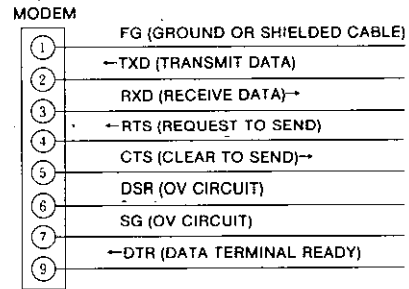 MODEM
FG (GROUND OR SHIELDED CABLE)
1
←TXD (TRANSMIT DATA)
2
RXD (RECEIVE DATA)→
3
←RTS (REQUEST TO SEND)
4
CTS (CLEAR TO SEND)→
5
DSR (OV CIRCUIT)
6
SG (OV CIRCUIT)
7
←DTR (DATA TERMINAL READY)
9